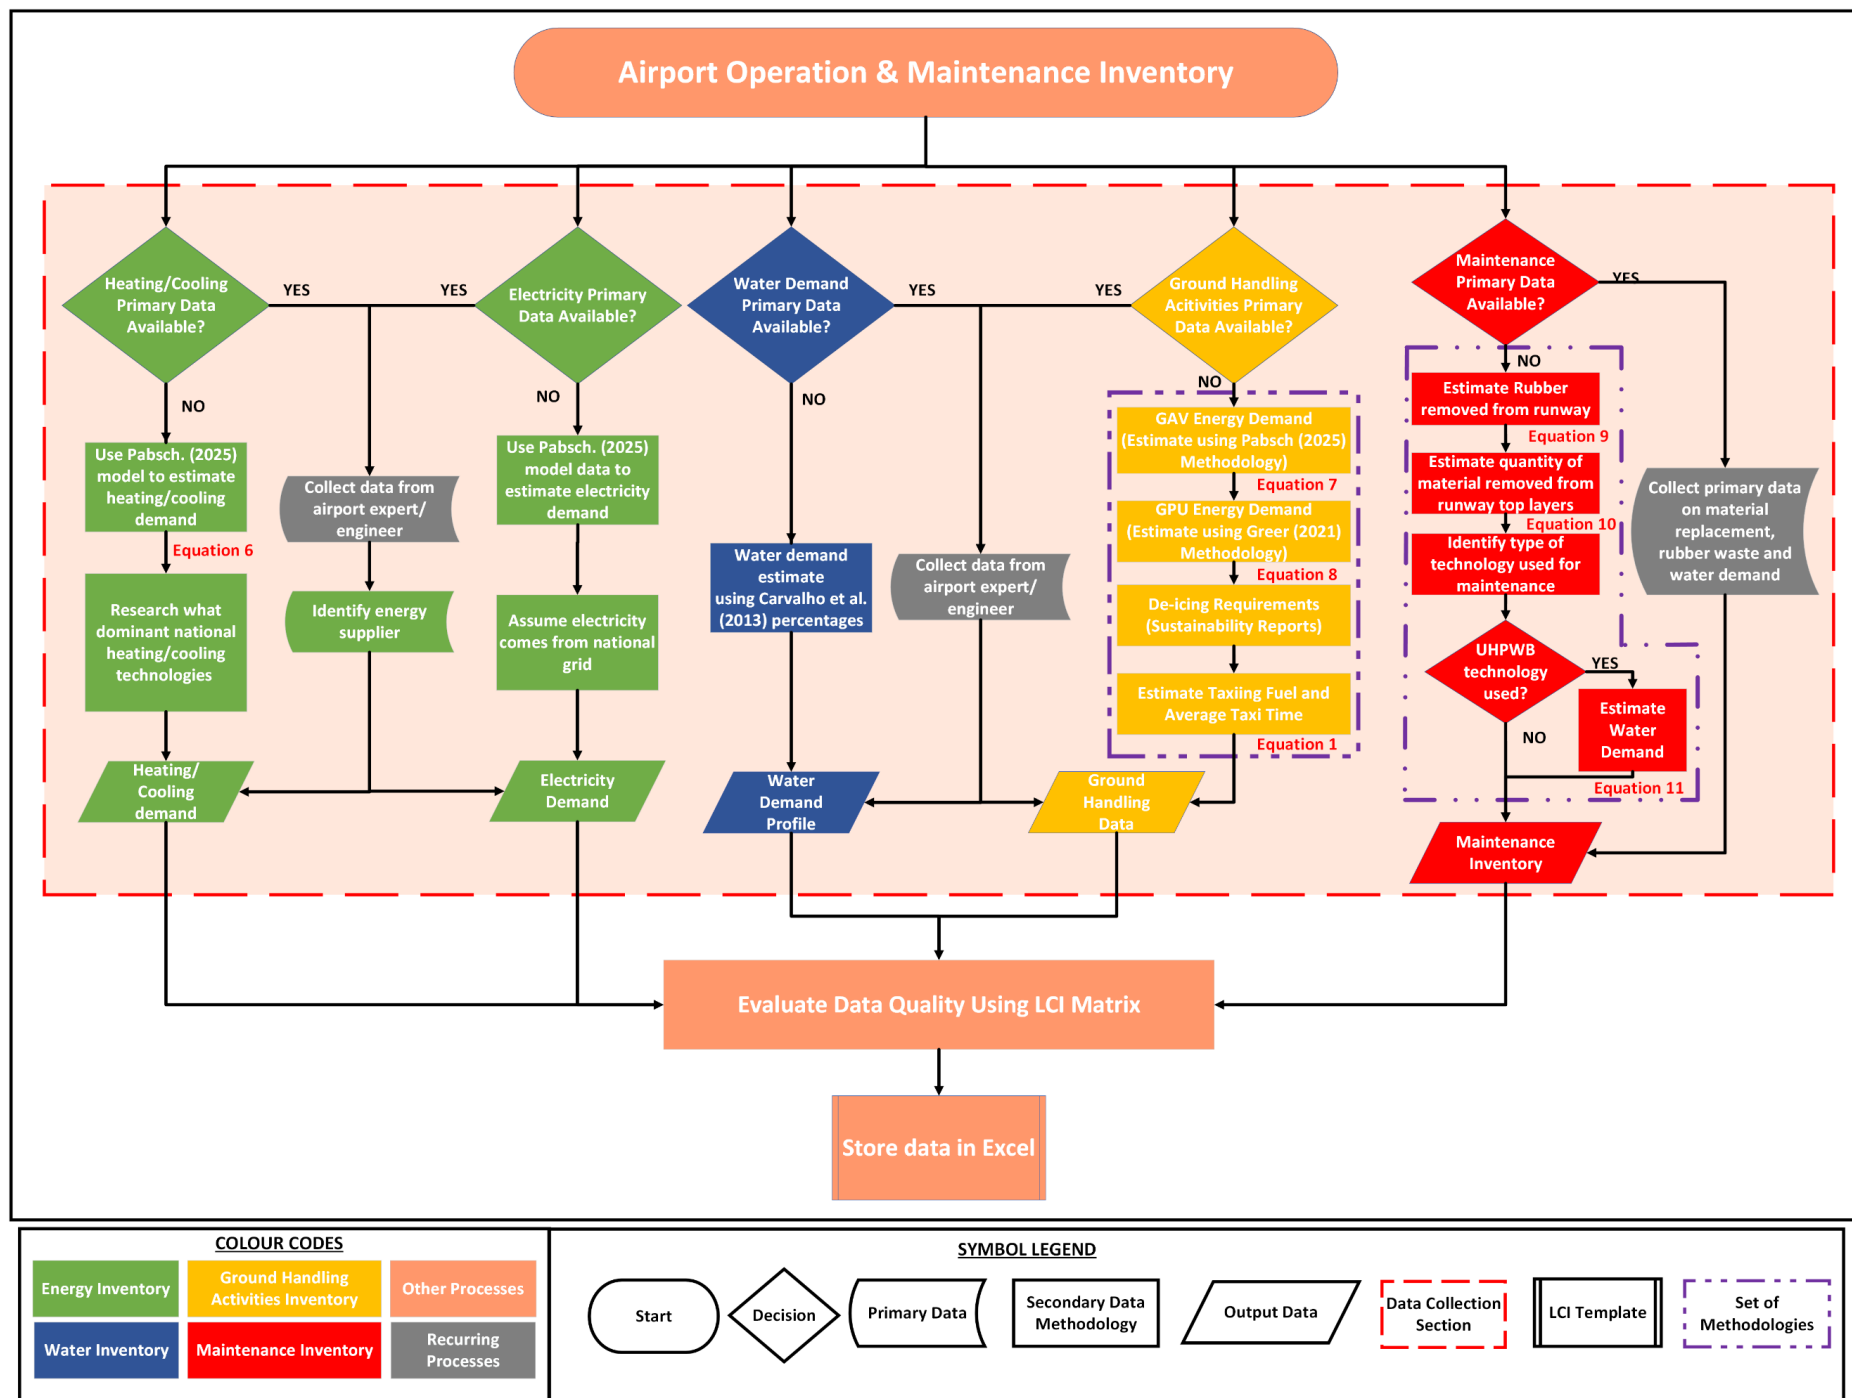 Airport Operation & Maintenance Inventory
Heating/Cooling
Primary Data
Available?
YES
NO
Use Pabsch. (2025)
model to estimate
heating/cooling
demand
Equation 6
Research what
dominant national
heating/cooling
technologies
Heating/
Cooling
demand
Collect data from
airport expert/
engineer
Identify energy
supplier
YES
Electricity Primary
Data Available?
NO
Use Pabsch. (2025)
model data to
estimate electricity
demand
Assume electricity
comes from national
grid
Electricity
Demand
Water Demand
Primary Data
Available?
YES
NO
Water demand
estimate
using Carvalho et al.
(2013) percentages
Water
Demand
Profile
Collect data from
airport expert/
engineer
YES
Ground Handling
Acitivities Primary
Data Available?
NO
GAV Energy Demand
(Estimate using Pabsch (2025)
Methodology)
Equation 7
GPU Energy Demand
(Estimate using Greer (2021)
Methodology)
Equation 8
De-icing Requirements
(Sustainability Reports)
Estimate Taxiing Fuel and
Average Taxi Time
Equation 1
Ground
Handling
Data
Maintenance
Primary Data
Available?
YES
NO
Estimate Rubber
removed from runway
Equation 9
Estimate quantity of
material removed from
runway top layers
Equation 10
Identify type of
technology used for
maintenance
UHPWB
technology
used?
YES
NO
Estimate
Water
Demand
Equation 11
Maintenance
Inventory
Collect primary data
on material
replacement,
rubber waste and
water demand
Evaluate Data Quality Using LCI Matrix
Store data in Excel
COLOUR CODES
Energy Inventory
Ground Handling
Activities Inventory
Other Processes
Water Inventory
Maintenance Inventory
Recurring
Processes
SYMBOL LEGEND
Start
Decision
Primary Data
Secondary Data
Methodology
Output Data
Data Collection
Section
LCI Template
Set of
Methodologies